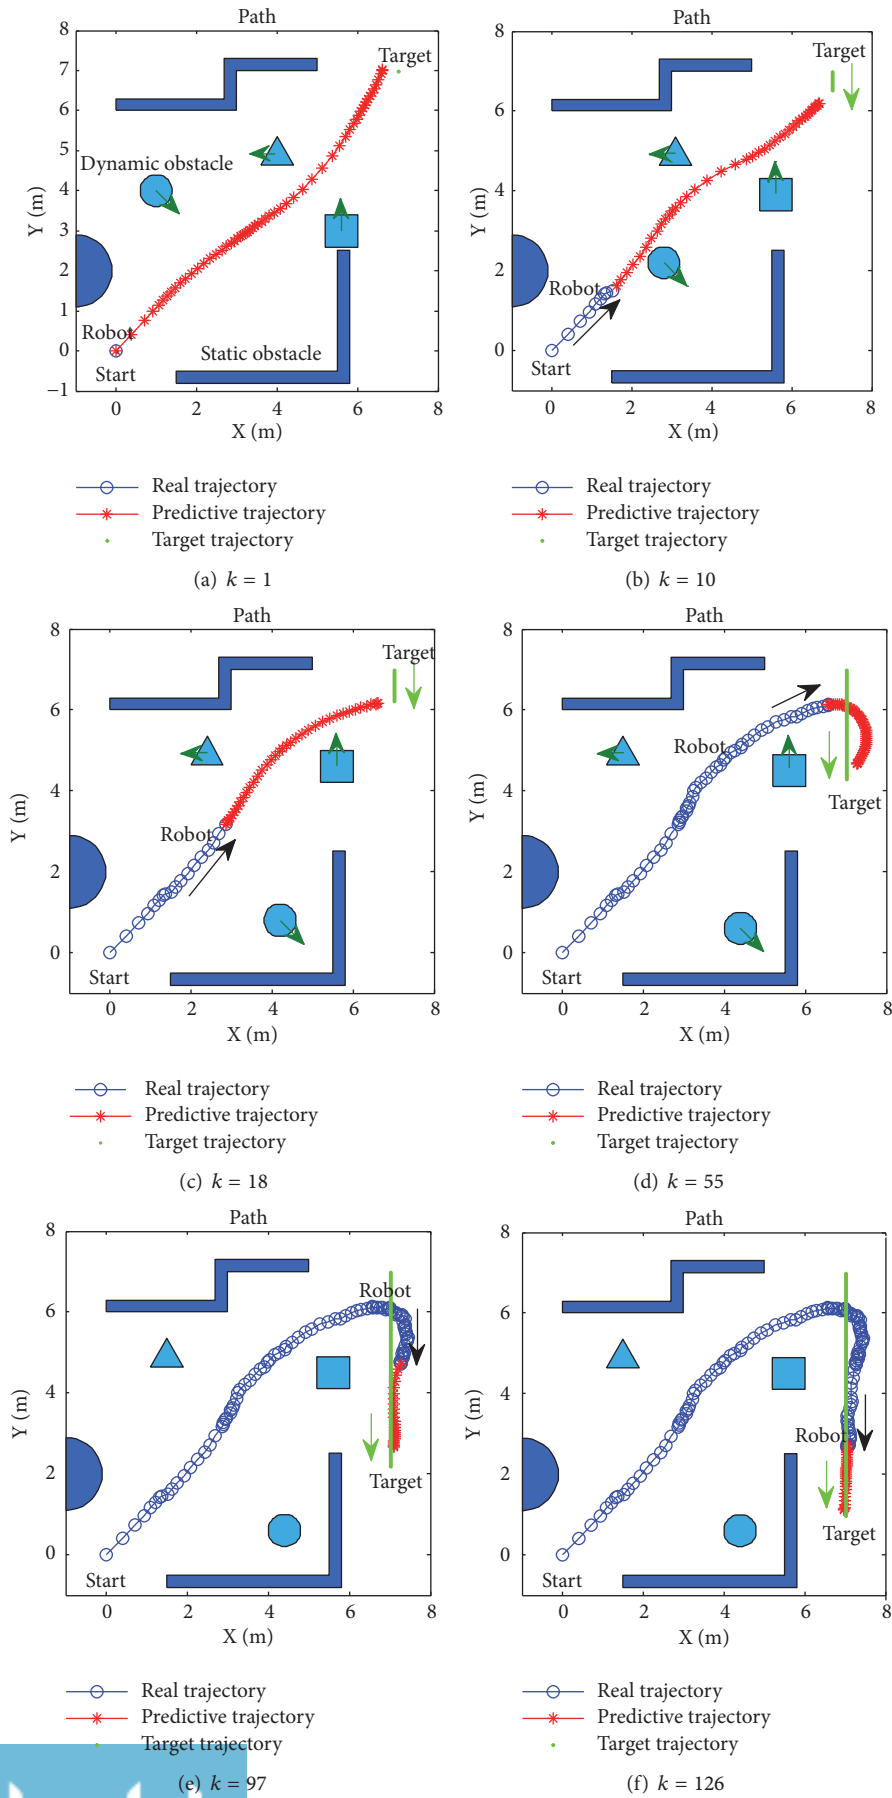 Path
8
7
6
5
4
3
2
1
0
−1
Y (m)
Target
Dynamic obstacle
Robot
Start
Static obstacle
0 2 4 6 8
X (m)
Real trajectory
Predictive trajectory
Target trajectory
(a) k = 1
Path
8
6
4
2
0
Y (m)
Target
Robot
Start
0 2 4 6 8
X (m)
Real trajectory
Predictive trajectory
Target trajectory
(b) k = 10
Path
8
6
4
2
0
Y (m)
Target
Robot
Start
0 2 4 6 8
X (m)
Real trajectory
Predictive trajectory
Target trajectory
(c) k = 18
Path
8
6
4
2
0
Y (m)
Robot
Target
Start
0 2 4 6 8
X (m)
Real trajectory
Predictive trajectory
Target trajectory
(d) k = 55
Path
8
6
4
2
0
Y (m)
Robot
Target
Start
0 2 4 6 8
X (m)
Real trajectory
Predictive trajectory
Target trajectory
(e) k = 97
Path
8
6
4
2
0
Y (m)
Robot
Target
Start
0 2 4 6 8
X (m)
Real trajectory
Predictive trajectory
Target trajectory
(f) k = 126